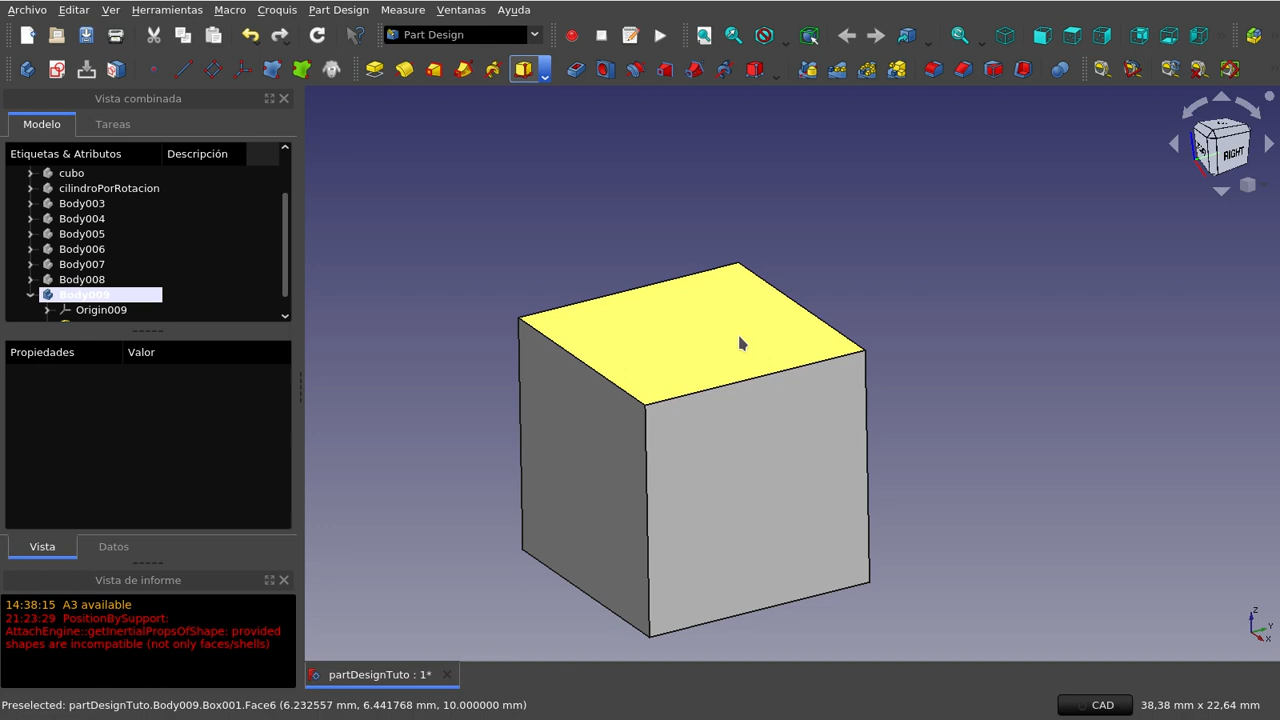 Archivo Editar Ver Herramientas Macro Croquis Part Design Measure Ventanas Ayuda
Part Design
Vista combinada
Modelo Tareas
Etiquetas & Atributos Descripción
cubo
cilindroPorRotacion
Body003
Body004
Body005
Body006
Body007
Body008
Body009
Origin009
Propiedades Valor
Vista Datos
Vista de informe
14:38:15 A3 available
21:23:29 PositionBySupport:
AttachEngine::getInertialPropsOfShape: provided
shapes are incompatible (not only faces/shells)
RIGHT
Z
Y
X
partDesignTuto : 1*
Preselected: partDesignTuto.Body009.Box001.Face6 (6.232557 mm, 6.441768 mm, 10.000000 mm)
CAD
38,38 mm x 22,64 mm